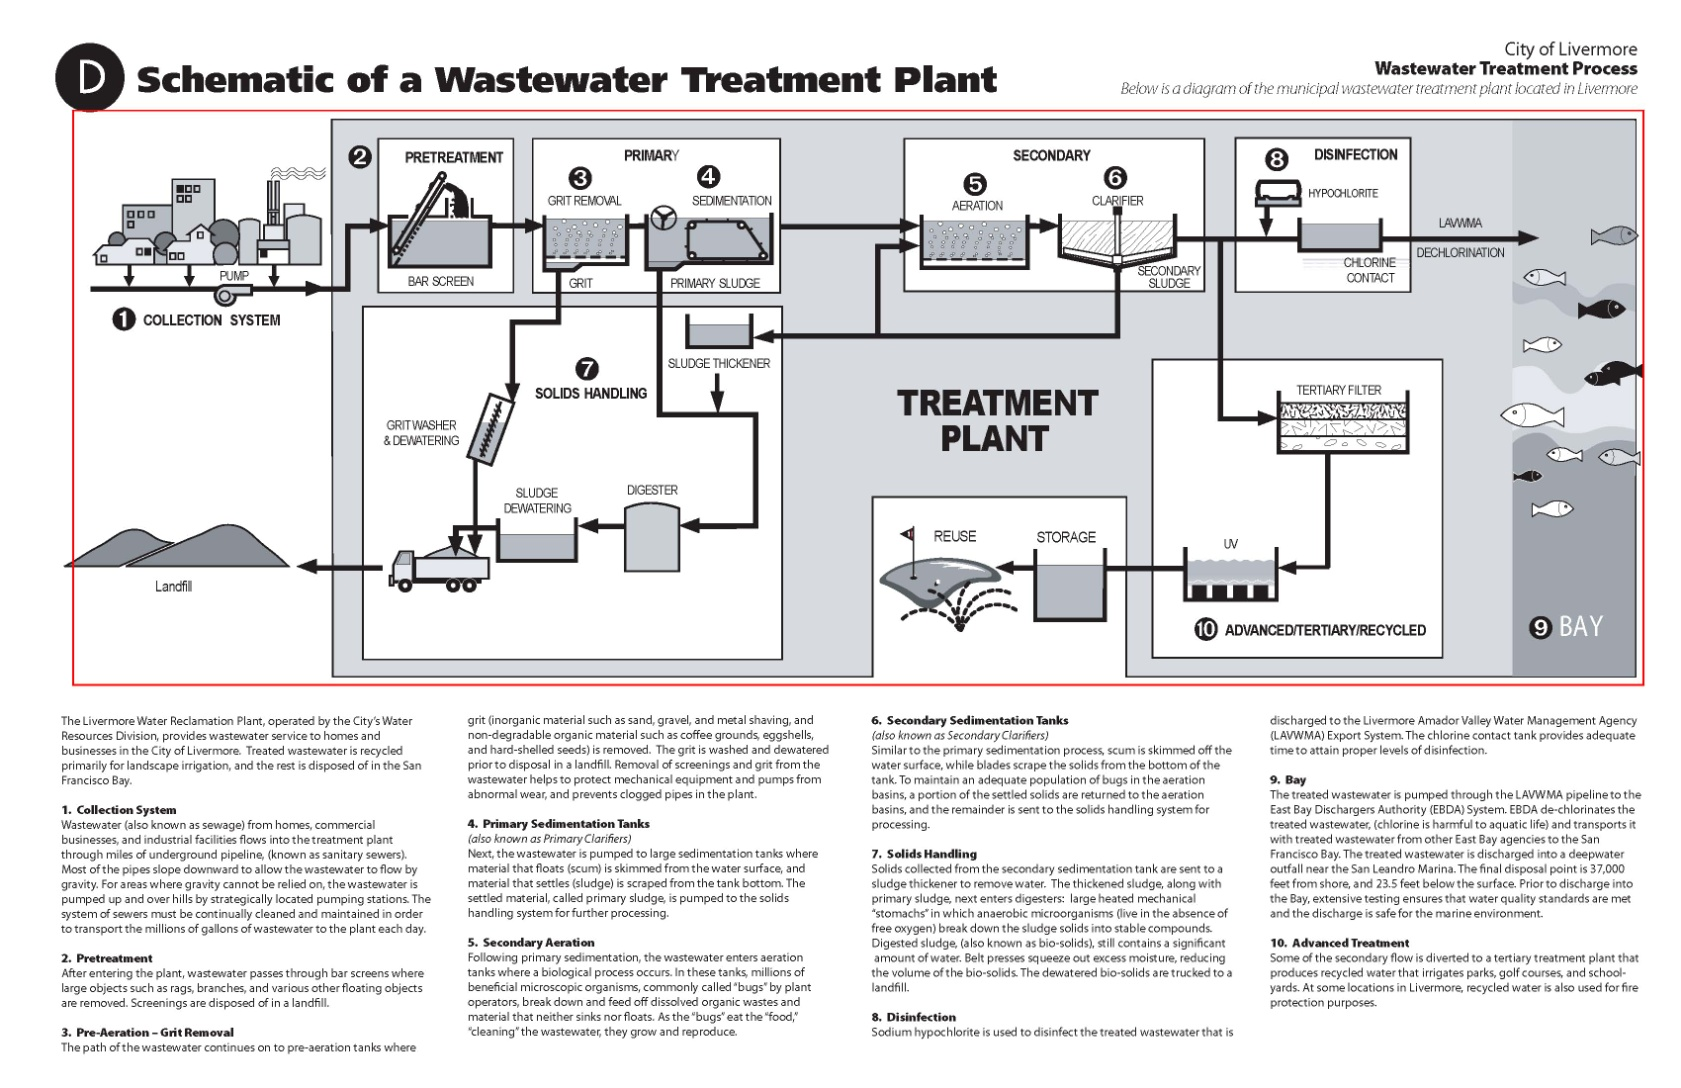 D
Schematic of a Wastewater Treatment Plant
City of Livermore
Wastewater Treatment Process
Below is a diagram of the municipal wastewater treatment plant located in Livermore
PUMP
1 COLLECTION SYSTEM
2 PRETREATMENT
BAR SCREEN
PRIMARY
3
GRIT REMOVAL
GRIT
4
SEDIMENTATION
PRIMARY SLUDGE
SECONDARY
5
AERATION
6
CLARIFIER
SECONDARY
SLUDGE
8 DISINFECTION
HYPOCHLORITE
CHLORINE
CONTACT
LAVWMA
DECHLORINATION
SLUDGE THICKENER
7
SOLIDS HANDLING
GRIT WASHER
& DEWATERING
SLUDGE
DEWATERING
DIGESTER
Landfill
TREATMENT
PLANT
TERTIARY FILTER
UV
STORAGE
REUSE
10 ADVANCED/TERTIARY/RECYCLED
9 BAY
The Livermore Water Reclamation Plant, operated by the City's Water
Resources Division, provides wastewater service to homes and
businesses in the City of Livermore. Treated wastewater is recycled
primarily for landscape irrigation, and the rest is disposed of in the San
Francisco Bay.
1. Collection System
Wastewater (also known as sewage) from homes, commercial
businesses, and industrial facilities flows into the treatment plant
through miles of underground pipeline, (known as sanitary sewers).
Most of the pipes slope downward to allow the wastewater to flow by
gravity. For areas where gravity cannot be relied on, the wastewater is
pumped up and over hills by strategically located pumping stations. The
system of sewers must be continually cleaned and maintained in order
to transport the millions of gallons of wastewater to the plant each day.
2. Pretreatment
After entering the plant, wastewater passes through bar screens where
large objects such as rags, branches, and various other floating objects
are removed. Screenings are disposed of in a landfill.
3. Pre-Aeration – Grit Removal
The path of the wastewater continues on to pre-aeration tanks where
grit (inorganic material such as sand, gravel, and metal shaving, and
non-degradable organic material such as coffee grounds, eggshells,
and hard-shelled seeds) is removed. The grit is washed and dewatered
prior to disposal in a landfill. Removal of screenings and grit from the
wastewater helps to protect mechanical equipment and pumps from
abnormal wear, and prevents clogged pipes in the plant.
4. Primary Sedimentation Tanks
(also known as Primary Clarifiers)
Next, the wastewater is pumped to large sedimentation tanks where
material that floats (scum) is skimmed from the water surface, and
material that settles (sludge) is scraped from the tank bottom. The
settled material, called primary sludge, is pumped to the solids
handling system for further processing.
5. Secondary Aeration
Following primary sedimentation, the wastewater enters aeration
tanks where a biological process occurs. In these tanks, millions of
beneficial microscopic organisms, commonly called "bugs" by plant
operators, break down and feed off dissolved organic wastes and
material that neither sinks nor floats. As the "bugs" eat the "food,"
"cleaning" the wastewater, they grow and reproduce.
6. Secondary Sedimentation Tanks
(also known as Secondary Clarifiers)
Similar to the primary sedimentation process, scum is skimmed off the
water surface, while blades scrape the solids from the bottom of the
tank. To maintain an adequate population of bugs in the aeration
basins, a portion of the settled solids are returned to the aeration
basins, and the remainder is sent to the solids handling system for
processing.
7. Solids Handling
Solids collected from the secondary sedimentation tank are sent to a
sludge thickener to remove water. The thickened sludge, along with
primary sludge, next enters digesters: large heated mechanical
"stomachs" in which anaerobic microorganisms (live in the absence of
free oxygen) break down the sludge solids into stable compounds.
Digested sludge, (also known as bio-solids), still contains a significant
amount of water. Belt presses squeeze out excess moisture, reducing
the volume of the bio-solids. The dewatered bio-solids are trucked to a
landfill.
8. Disinfection
Sodium hypochlorite is used to disinfect the treated wastewater that is
discharged to the Livermore Amador Valley Water Management Agency
(LAVWMA) Export System. The chlorine contact tank provides adequate
time to attain proper levels of disinfection.
9. Bay
The treated wastewater is pumped through the LAVWMA pipeline to the
East Bay Dischargers Authority (EBDA) System. EBDA de-chlorinates the
treated wastewater, (chlorine is harmful to aquatic life) and transports it
with treated wastewater from other East Bay agencies to the San
Francisco Bay. The treated wastewater is discharged into a deepwater
outfall near the San Leandro Marina. The final disposal point is 37,000
feet from shore, and 23.5 feet below the surface. Prior to discharge into
the Bay, extensive testing ensures that water quality standards are met
and the discharge is safe for the marine environment.
10. Advanced Treatment
Some of the secondary flow is diverted to a tertiary treatment plant that
produces recycled water that irrigates parks, golf courses, and school-
yards. At some locations in Livermore, recycled water is also used for fire
protection purposes.